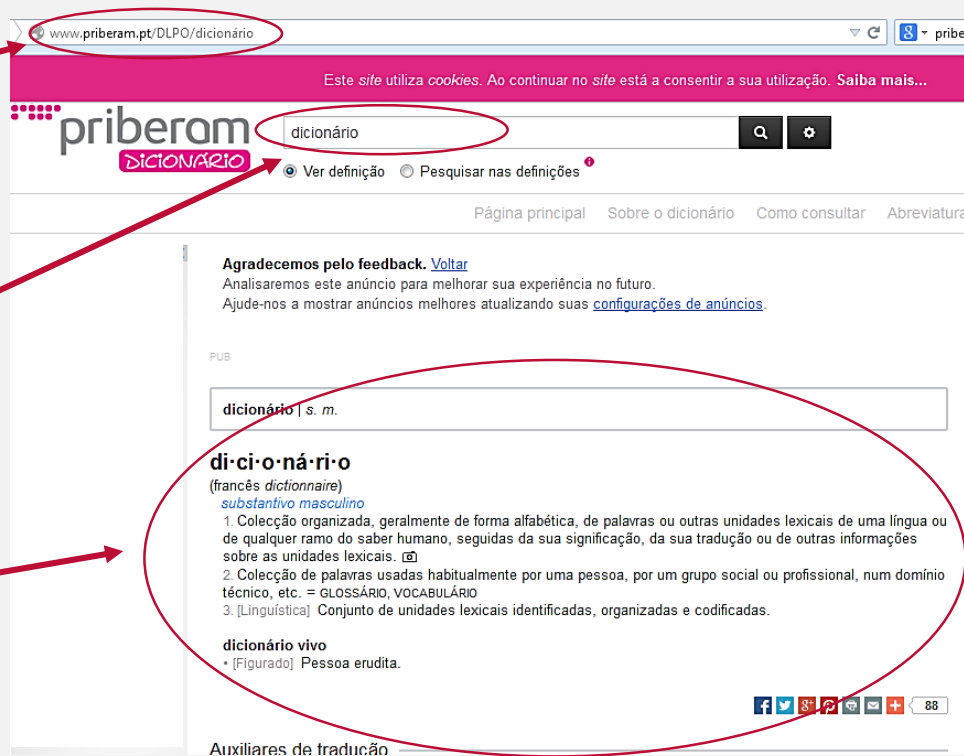 www.priberam.pt/DLPO/dicionário
8 pribe
Este site utiliza cookies. Ao continuar no site está a consentir a sua utilização. Saiba mais...
priberam
DICIONÁRIO
dicionário
Ver definição Pesquisar nas definições
Página principal Sobre o dicionário Como consultar Abreviatura
Agradecemos pelo feedback. Voltar
Analisaremos este anúncio para melhorar sua experiência no futuro.
Ajude-nos a mostrar anúncios melhores atualizando suas configurações de anúncios.
PUB
dicionário | s. m.
di·ci·o·ná·ri·o
(francês dictionnaire)
substantivo masculino
1. Colecção organizada, geralmente de forma alfabética, de palavras ou outras unidades lexicais de uma língua ou
de qualquer ramo do saber humano, seguidas da sua significação, da sua tradução ou de outras informações
sobre as unidades lexicais.
2. Colecção de palavras usadas habitualmente por uma pessoa, por um grupo social ou profissional, num domínio
técnico, etc. = GLOSSÁRIO, VOCABULÁRIO
3. [Linguística] Conjunto de unidades lexicais identificadas, organizadas e codificadas.
dicionário vivo
• [Figurado] Pessoa erudita.
88
Auxiliares de tradução